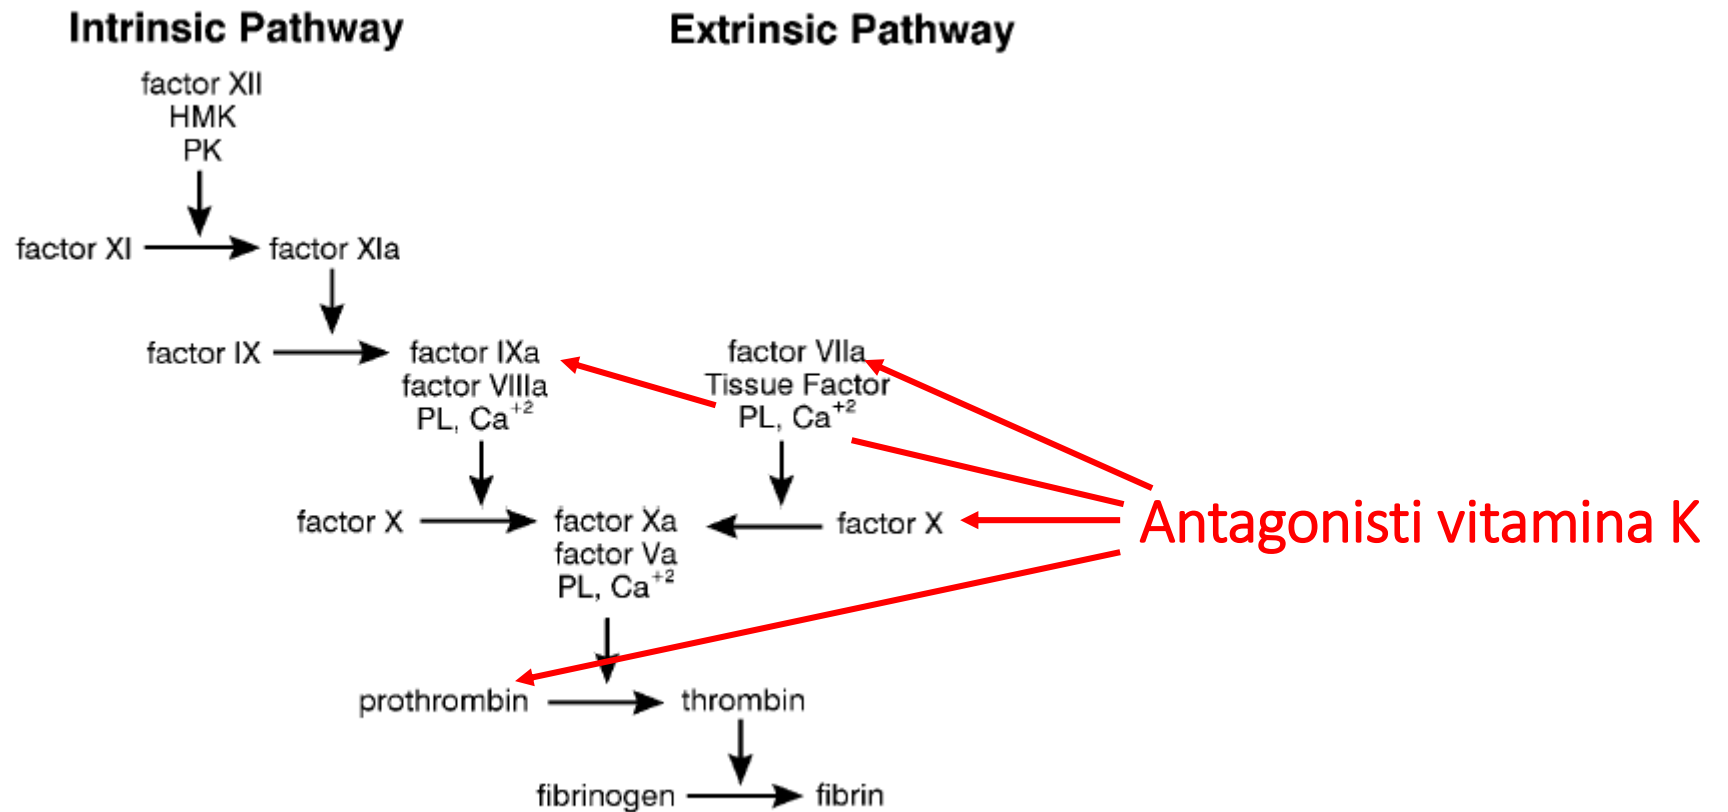 Intrinsic Pathway
Extrinsic Pathway
factor XII
HMK
PK
factor XI
factor XIa
factor IX
factor IXa
factor VIIIa
PL, Ca+2
factor VIIa
Tissue Factor
PL, Ca+2
factor X
factor Xa
factor Va
PL, Ca+2
factor X
Antagonisti vitamina K
prothrombin
thrombin
fibrinogen
fibrin